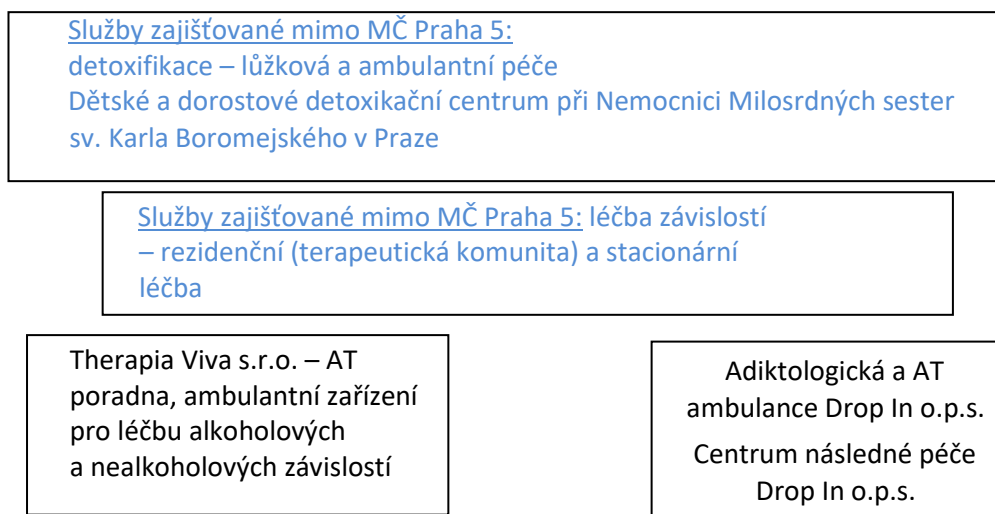 Služby zajišťované mimo MČ Praha 5:
detoxifikace – lůžková a ambulantní péče
Dětské a dorostové detoxikační centrum při Nemocnici Milosrdných sester
sv. Karla Boromejského v Praze
Služby zajišťované mimo MČ Praha 5: léčba závislostí
– rezidenční (terapeutická komunita) a stacionární
léčba
Therapia Viva s.r.o. – AT
poradna, ambulantní zařízení
pro léčbu alkoholových
a nealkoholových závislostí
Adiktologická a AT
ambulance Drop In o.p.s.
Centrum následné péče
Drop In o.p.s.